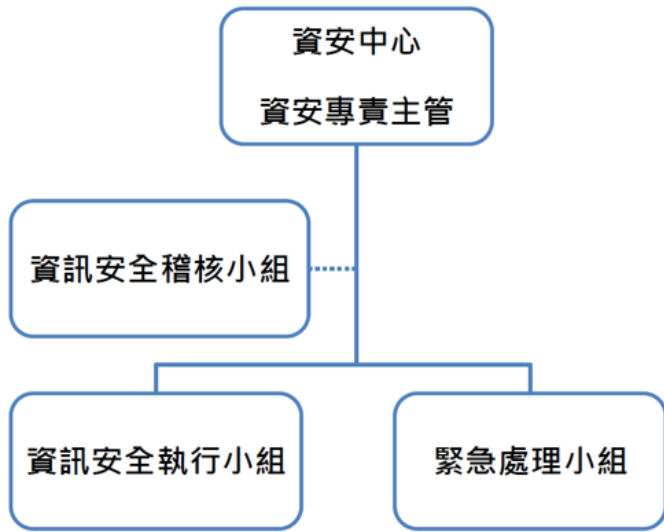 資安中心
資安專責主管
資訊安全稽核小組
資訊安全執行小組
緊急處理小組